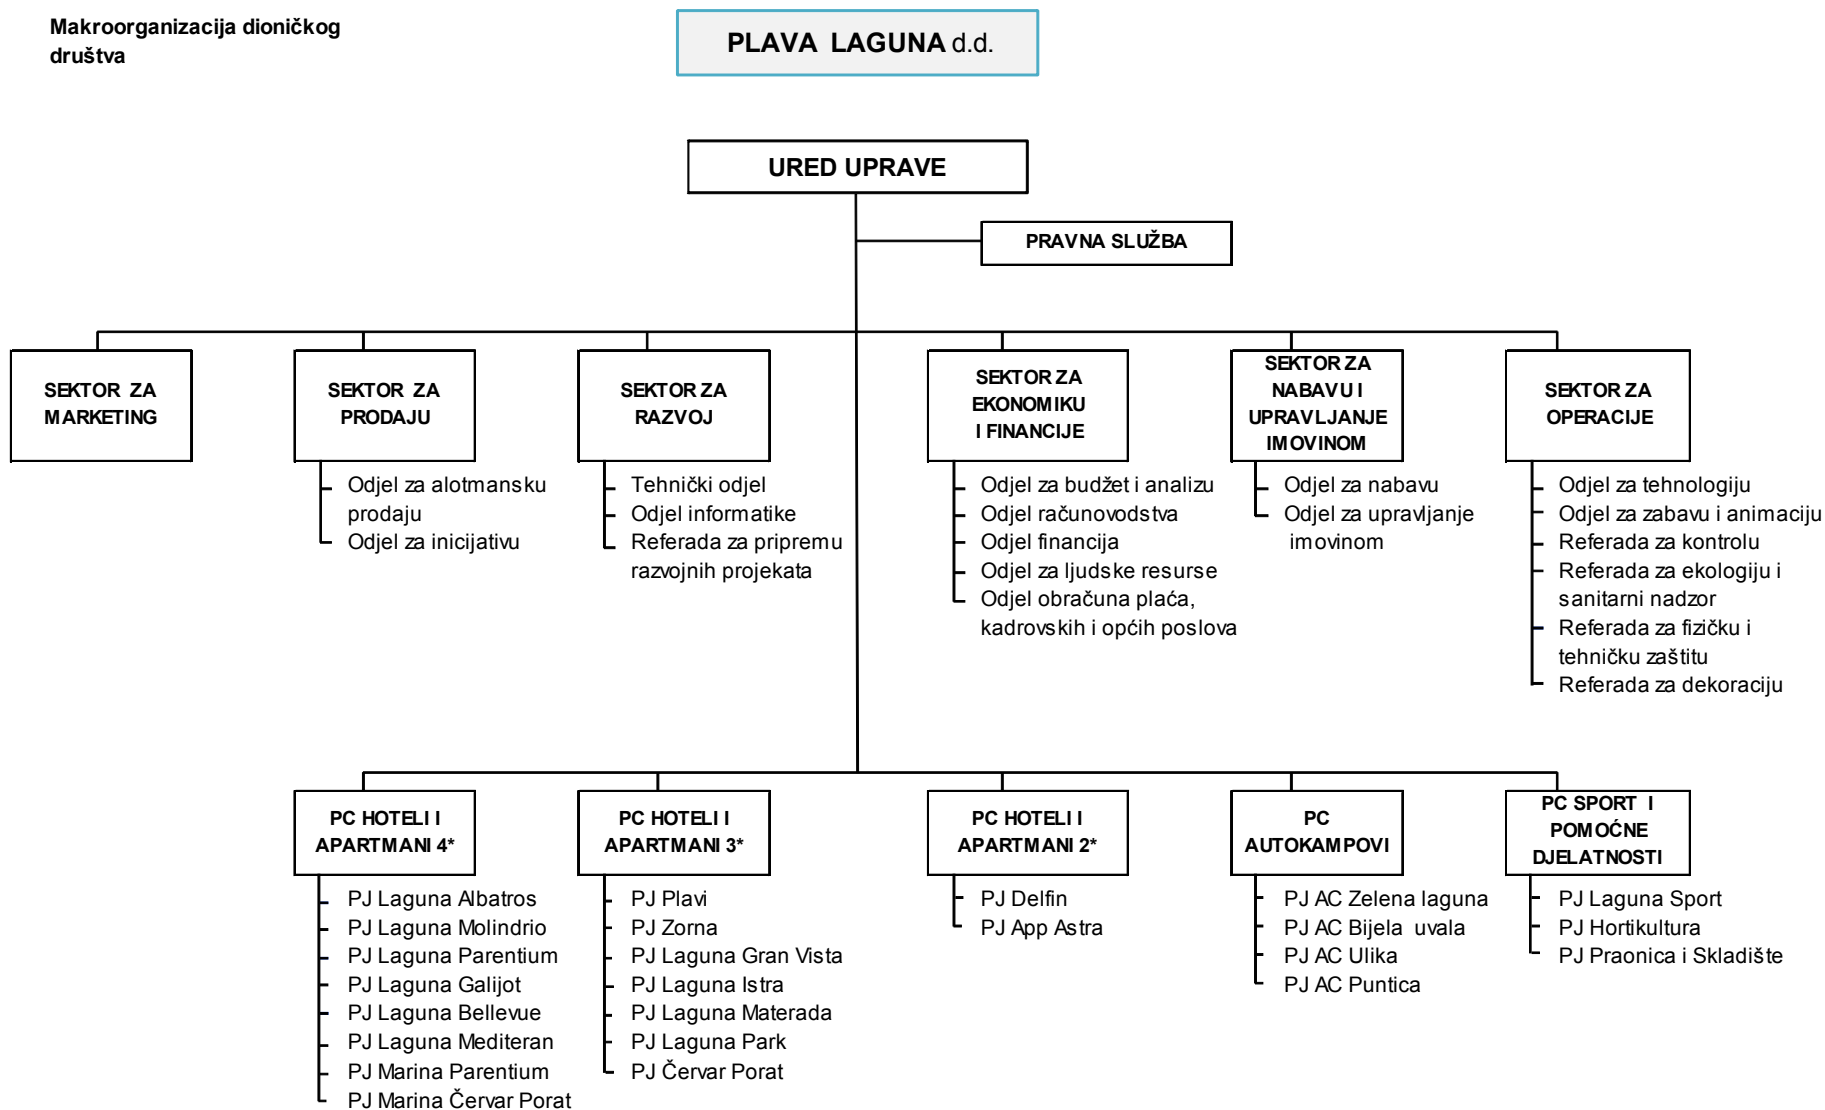 Makroorganizacija dioničkog
društva
PLAVA LAGUNA d.d.
URED UPRAVE
PRAVNA SLUŽBA
SEKTOR ZA
MARKETING
SEKTOR ZA
PRODAJU
Odjel za alotmansku
prodaju
Odjel za inicijativu
SEKTOR ZA
RAZVOJ
Tehnički odjel
Odjel informatike
Referada za pripremu
razvojnih projekata
SEKTOR ZA
EKONOMIKU
I FINANCIJE
Odjel za budžet i analizu
Odjel računovodstva
Odjel financija
Odjel za ljudske resurse
Odjel obračuna plaća,
kadrovskih i općih poslova
SEKTOR ZA
NABAVU I
UPRAVLJANJE
IMOVINOM
Odjel za nabavu
Odjel za upravljanje
imovinom
SEKTOR ZA
OPERACIJE
Odjel za tehnologiju
Odjel za zabavu i animaciju
Referada za kontrolu
Referada za ekologiju i
sanitarni nadzor
Referada za fizičku i
tehničku zaštitu
Referada za dekoraciju
PC HOTELI I
APARTMANI 4*
PJ Laguna Albatros
PJ Laguna Molindrio
PJ Laguna Parentium
PJ Laguna Galijot
PJ Laguna Bellevue
PJ Laguna Mediteran
PJ Marina Parentium
PJ Marina Červar Porat
PC HOTELI I
APARTMANI 3*
PJ Plavi
PJ Zorna
PJ Laguna Gran Vista
PJ Laguna Istra
PJ Laguna Materada
PJ Laguna Park
PJ Červar Porat
PC HOTELI I
APARTMANI 2*
PJ Delfin
PJ App Astra
PC
AUTOKAMPOVI
PJ AC Zelena laguna
PJ AC Bijela uvala
PJ AC Ulika
PJ AC Puntica
PC SPORT I
POMOĆNE
DJELATNOSTI
PJ Laguna Sport
PJ Hortikultura
PJ Praonica i Skladište